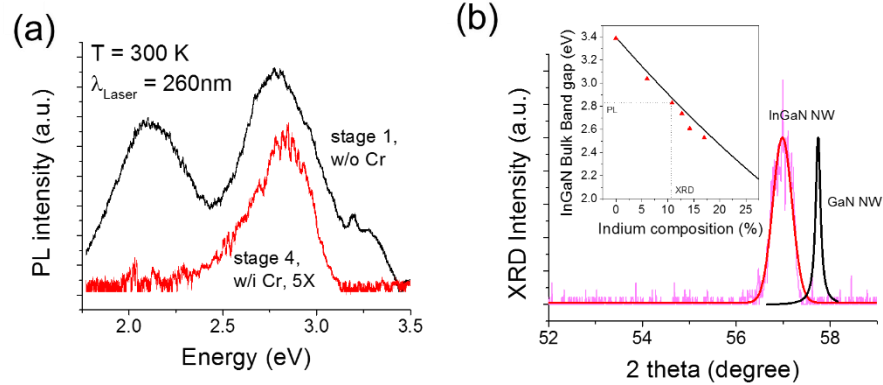 (a)
T = 300 K
λLaser = 260nm
PL intensity (a.u.)
stage 1,
w/o Cr
stage 4,
w/i Cr, 5X
2.0 2.5 3.0 3.5
Energy (eV)
(b)
InGaN Bulk Band gap (eV)
3.4
3.2
3.0
2.8
2.6
2.4
2.2
2.0
PL
XRD
0 5 10 15 20 25
Indium composition (%)
InGaN NW
GaN NW
XRD Intensity (a.u.)
52 54 56 58
2 theta (degree)